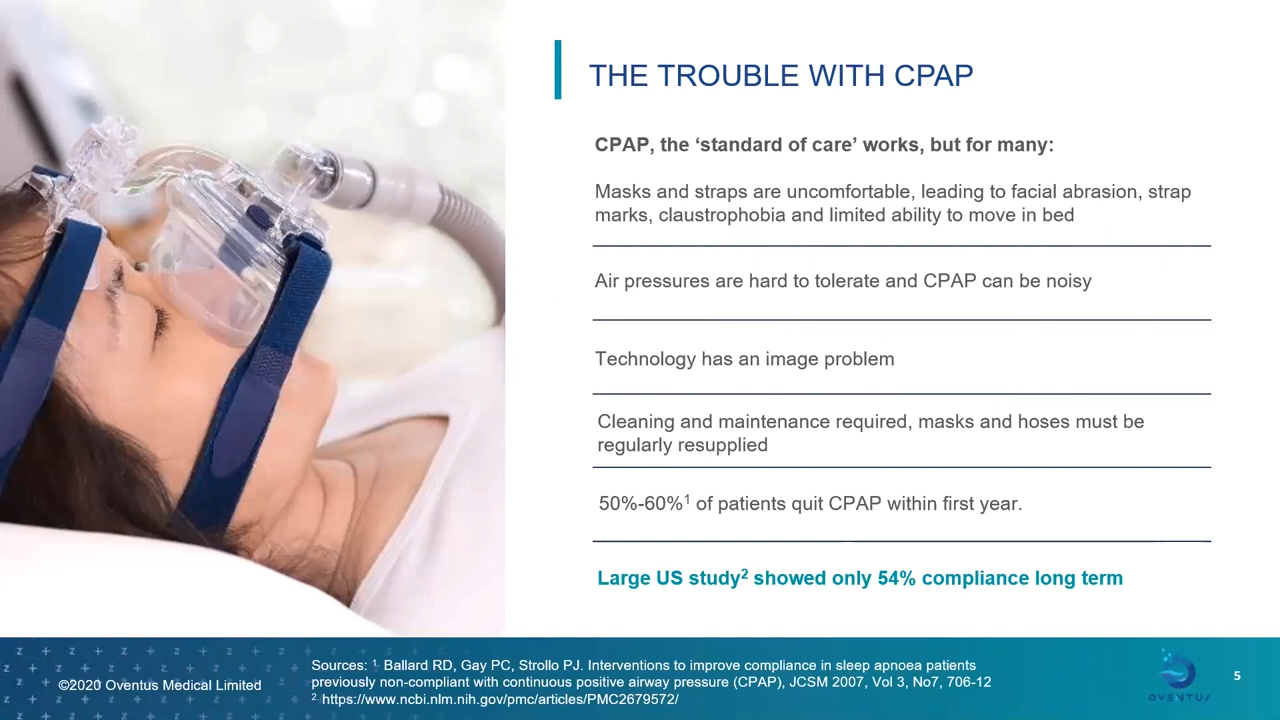 THE TROUBLE WITH CPAP
CPAP, the ‘standard of care’ works, but for many:
Masks and straps are uncomfortable, leading to facial abrasion, strap
marks, claustrophobia and limited ability to move in bed
Air pressures are hard to tolerate and CPAP can be noisy
Technology has an image problem
Cleaning and maintenance required, masks and hoses must be
regularly resupplied
50%-60%¹ of patients quit CPAP within first year.
Large US study² showed only 54% compliance long term
©2020 Oventus Medical Limited
Sources: ¹· Ballard RD, Gay PC, Strollo PJ. Interventions to improve compliance in sleep apnoea patients
previously non-compliant with continuous positive airway pressure (CPAP), JCSM 2007, Vol 3, No7, 706-12
²· https://www.ncbi.nlm.nih.gov/pmc/articles/PMC2679572/
OVENTUS
5